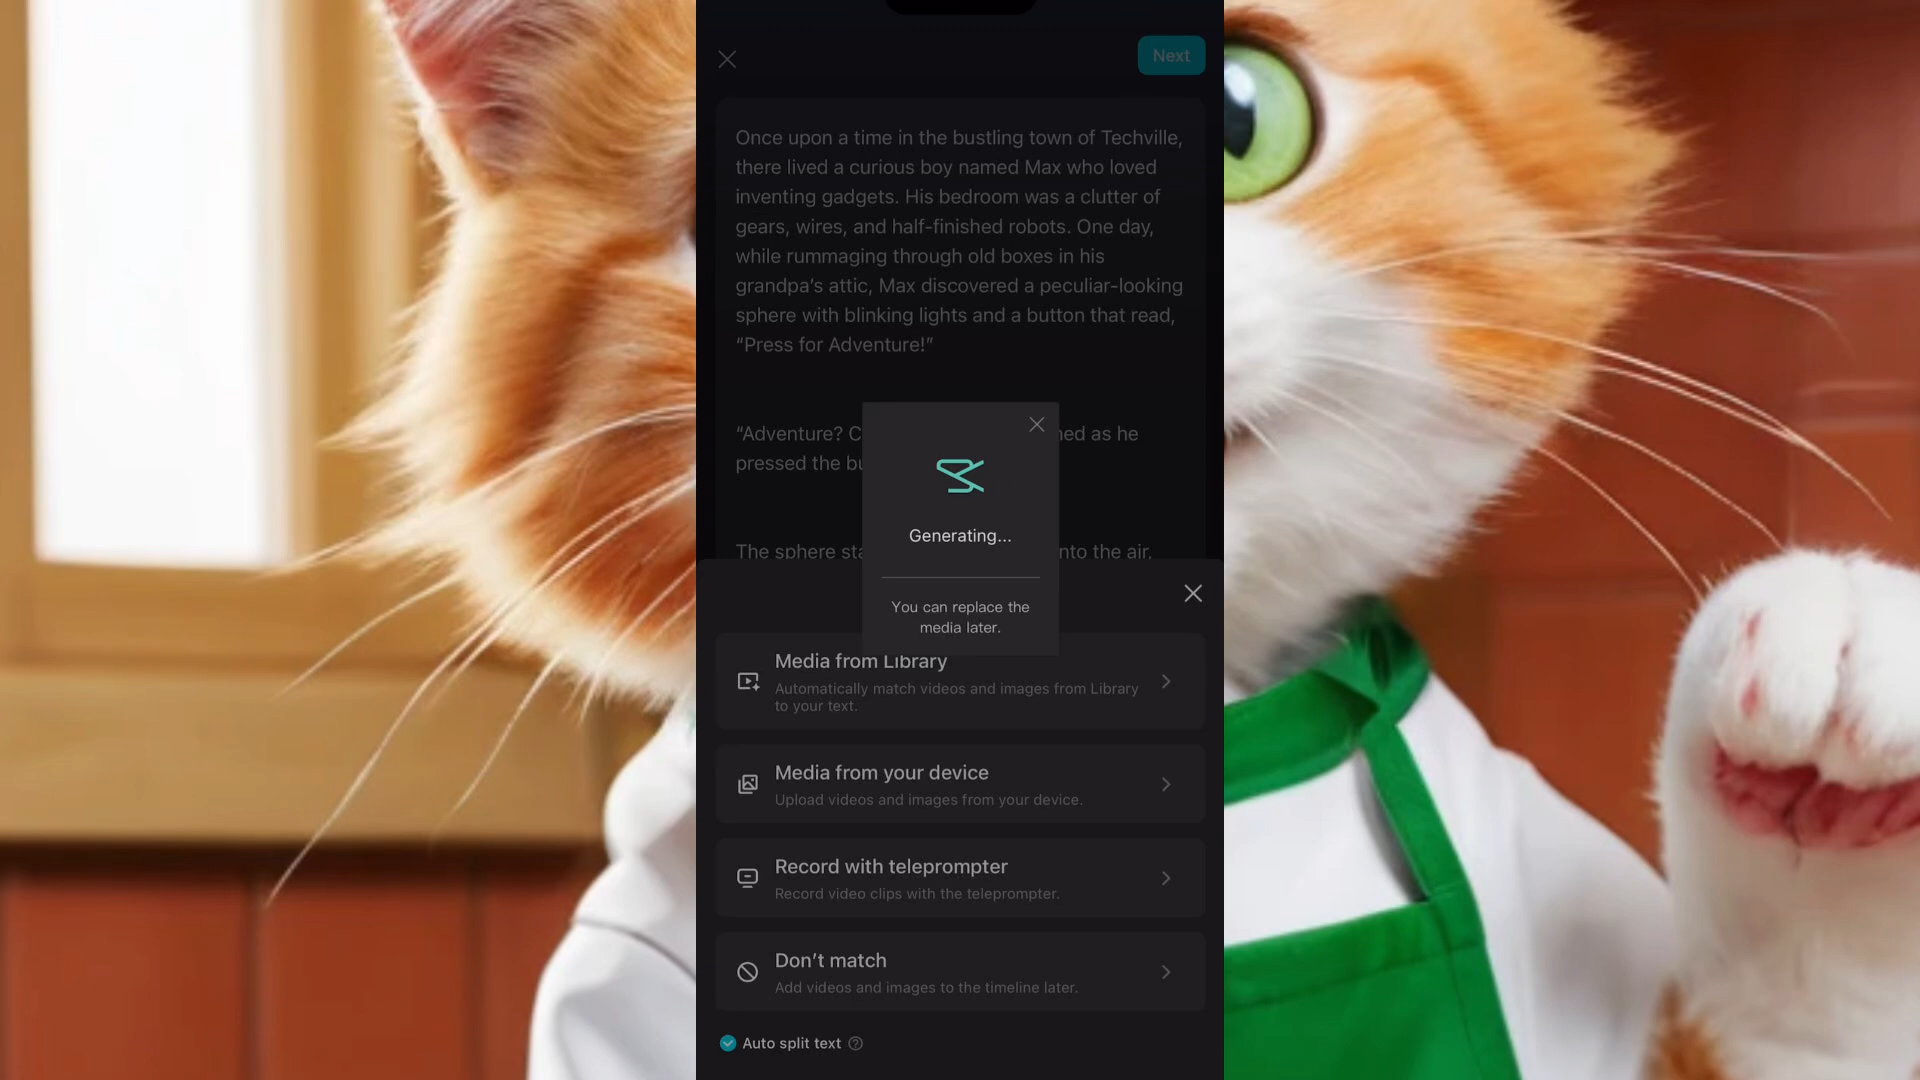 Next
Once upon a time in the bustling town of Techville,
there lived a curious boy named Max who loved
inventing gadgets. His bedroom was a clutter of
gears, wires, and half-finished robots. One day,
while rummaging through old boxes in his
grandpa’s attic, Max discovered a peculiar-looking
sphere with blinking lights and a button that read,
“Press for Adventure!”
“Adventure? as he
pressed the
The sphere into the air,
Generating...
You can replace the
media later.
Media from Library
Automatically match videos and images from Library
to your text.
Media from your device
Upload videos and images from your device.
Record with teleprompter
Record video clips with the teleprompter.
Don’t match
Add videos and images to the timeline later.
Auto split text